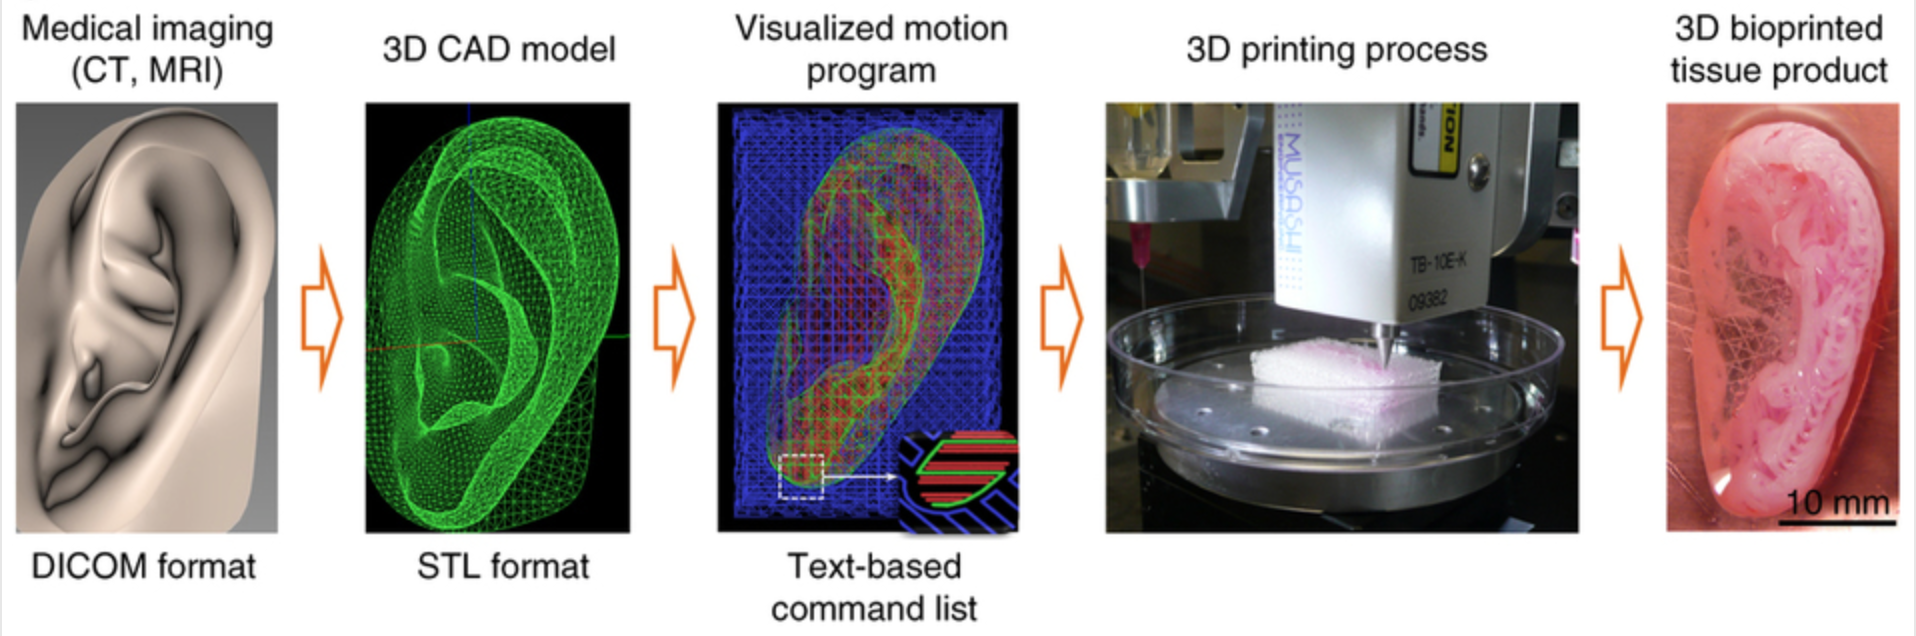 Medical imaging
(CT, MRI)
3D CAD model
Visualized motion
program
3D printing process
3D bioprinted
tissue product
MUSASHI
TB-10E-K
09382
10 mm
DICOM format
STL format
Text-based
command list